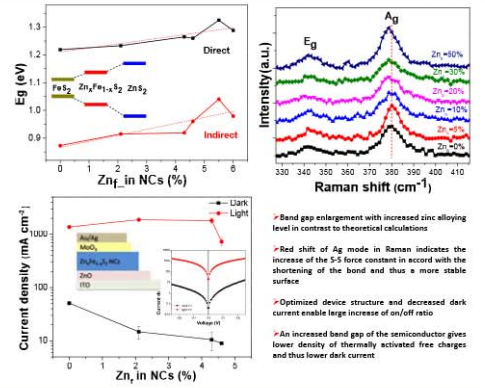 1.3
1.2
1.1
1.0
0.9
Eg (eV)
Direct
FeS2 ZnxFe1-xS2 ZnS2
Indirect
0 1 2 3 4 5 6
Znf_in NCs (%)
Intensity(a.u.)
Eg
Ag
Zn =50%
Zn =30%
Zn =20%
Zn =10%
Zn =5%
Zn =0%
330 340 350 360 370 380 390 400 410
Raman shift (cm-1)
Current density (mA cm-2)
1000
100
10
Dark
Light
Au/Ag
MoO3
ZnxFe1-xS2 NCs
ZnO
ITO
Voltage (V)
0 1 2 3 4 5
Znr in NCs (%)
➤Band gap enlargement with increased zinc alloying
level in contrast to theoretical calculations
➤Red shift of Ag mode in Raman indicates the
increase of the S-S force constant in accord with the
shortening of the bond and thus a more stable
surface
➤Optimized device structure and decreased dark
current enable large increase of on/off ratio
➤An increased band gap of the semiconductor gives
lower density of thermally activated free charges
and thus lower dark current